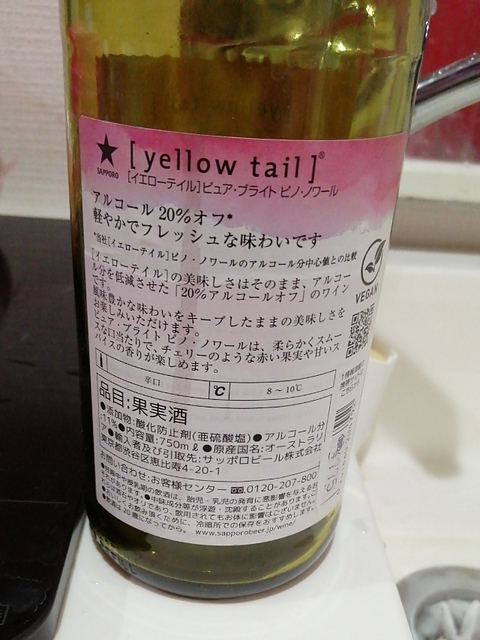 SAPPORO
[ yellow tail ]®
[イエローテイル]ピュア・ブライト ピノ・ノワール
アルコール 20%オフ*
軽やかでフレッシュな味わいです
*当社[イエローテイル]ピノ・ノワールのアルコール分中心値との比較
[イエローテイル]の美味しさはそのまま、アルコー
ル分を低減させた「20%アルコールオフ」のワイン
です。
風味豊かな味わいをキープしたままの美味しさを
お楽しみいただけます。
ピュア・ブライト ピノ・ノワールは、柔らかくスムー
スな口当たりで、チェリーのような赤い果実や甘いス
パイスの香りが楽しめます。
VEGAN
辛口
℃
8~10℃
品目:果実酒
●添加物:酸化防止剤(亜硫酸塩)●アルコール分
:11%●内容量:750mℓ●原産国名:オーストラリ
ア●輸入者及び引取先:サッポロビール株式会社
東京都渋谷区恵比寿4-20-1
お問い合わせ:お客様センター 0120-207-800
www.sapporobeer.jp/wine/